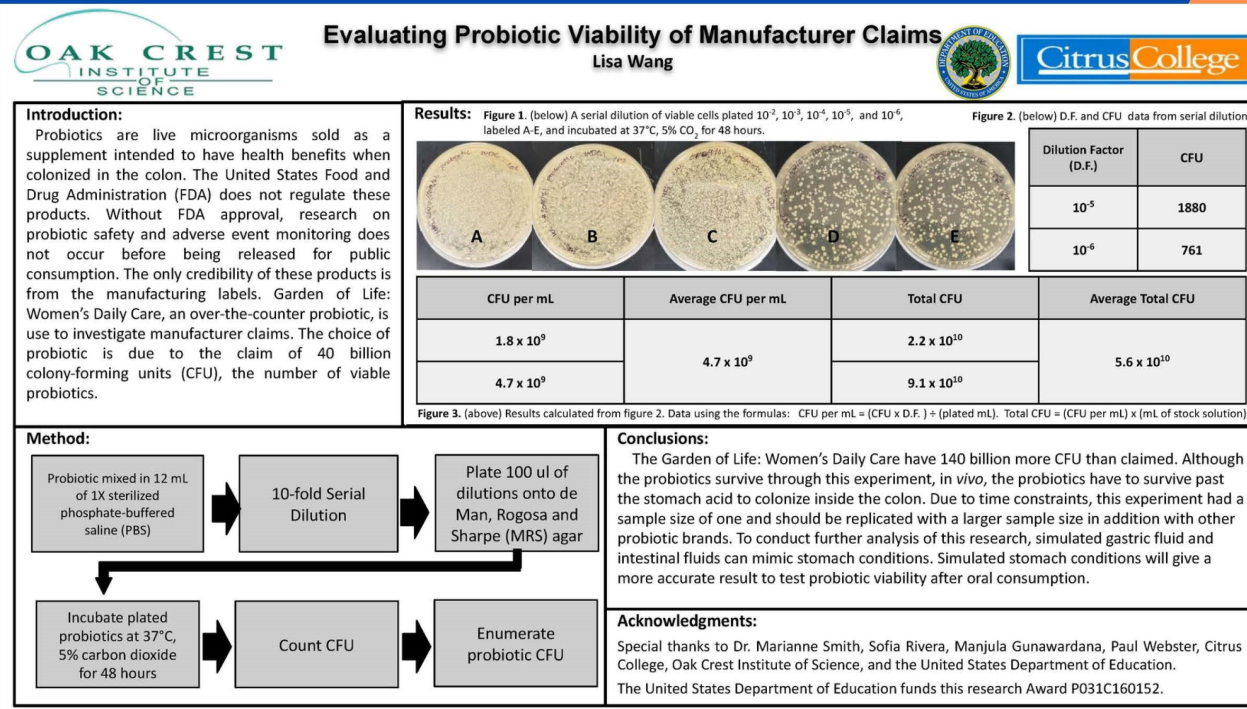 OAK CREST
INSTITUTE
OF
SCIENCE
Evaluating Probiotic Viability of Manufacturer Claims
Lisa Wang
DEPARTMENT OF EDUCATION
UNITED STATES OF AMERICA
CitrusCollege
Introduction:
Probiotics are live microorganisms sold as a
supplement intended to have health benefits when
colonized in the colon. The United States Food and
Drug Administration (FDA) does not regulate these
products. Without FDA approval, research on
probiotic safety and adverse event monitoring does
not occur before being released for public
consumption. The only credibility of these products is
from the manufacturing labels. Garden of Life:
Women's Daily Care, an over-the-counter probiotic, is
use to investigate manufacturer claims. The choice of
probiotic is due to the claim of 40 billion
colony-forming units (CFU), the number of viable
probiotics.
Results: Figure 1. (below) A serial dilution of viable cells plated 10⁻², 10⁻³, 10⁻⁴, 10⁻⁵, and 10⁻⁶,
labeled A-E, and incubated at 37°C, 5% CO₂ for 48 hours.
A B C D E
Figure 2. (below) D.F. and CFU data from serial dilution
Dilution Factor
(D.F.)
CFU
10⁻⁵ 1880
10⁻⁶ 761
CFU per mL Average CFU per mL Total CFU Average Total CFU
1.8 x 10⁹ 2.2 x 10¹⁰
4.7 x 10⁹ 5.6 x 10¹⁰
4.7 x 10⁹ 9.1 x 10¹⁰
Figure 3. (above) Results calculated from figure 2. Data using the formulas: CFU per mL = (CFU x D.F. ) ÷ (plated mL). Total CFU = (CFU per mL) x (mL of stock solution)
Method:
Probiotic mixed in 12 mL
of 1X sterilized
phosphate-buffered
saline (PBS)
10-fold Serial
Dilution
Plate 100 ul of
dilutions onto de
Man, Rogosa and
Sharpe (MRS) agar
Incubate plated
probiotics at 37°C,
5% carbon dioxide
for 48 hours
Count CFU
Enumerate
probiotic CFU
Conclusions:
The Garden of Life: Women's Daily Care have 140 billion more CFU than claimed. Although
the probiotics survive through this experiment, in vivo, the probiotics have to survive past
the stomach acid to colonize inside the colon. Due to time constraints, this experiment had a
sample size of one and should be replicated with a larger sample size in addition with other
probiotic brands. To conduct further analysis of this research, simulated gastric fluid and
intestinal fluids can mimic stomach conditions. Simulated stomach conditions will give a
more accurate result to test probiotic viability after oral consumption.
Acknowledgments:
Special thanks to Dr. Marianne Smith, Sofia Rivera, Manjula Gunawardana, Paul Webster, Citrus
College, Oak Crest Institute of Science, and the United States Department of Education.
The United States Department of Education funds this research Award P031C160152.